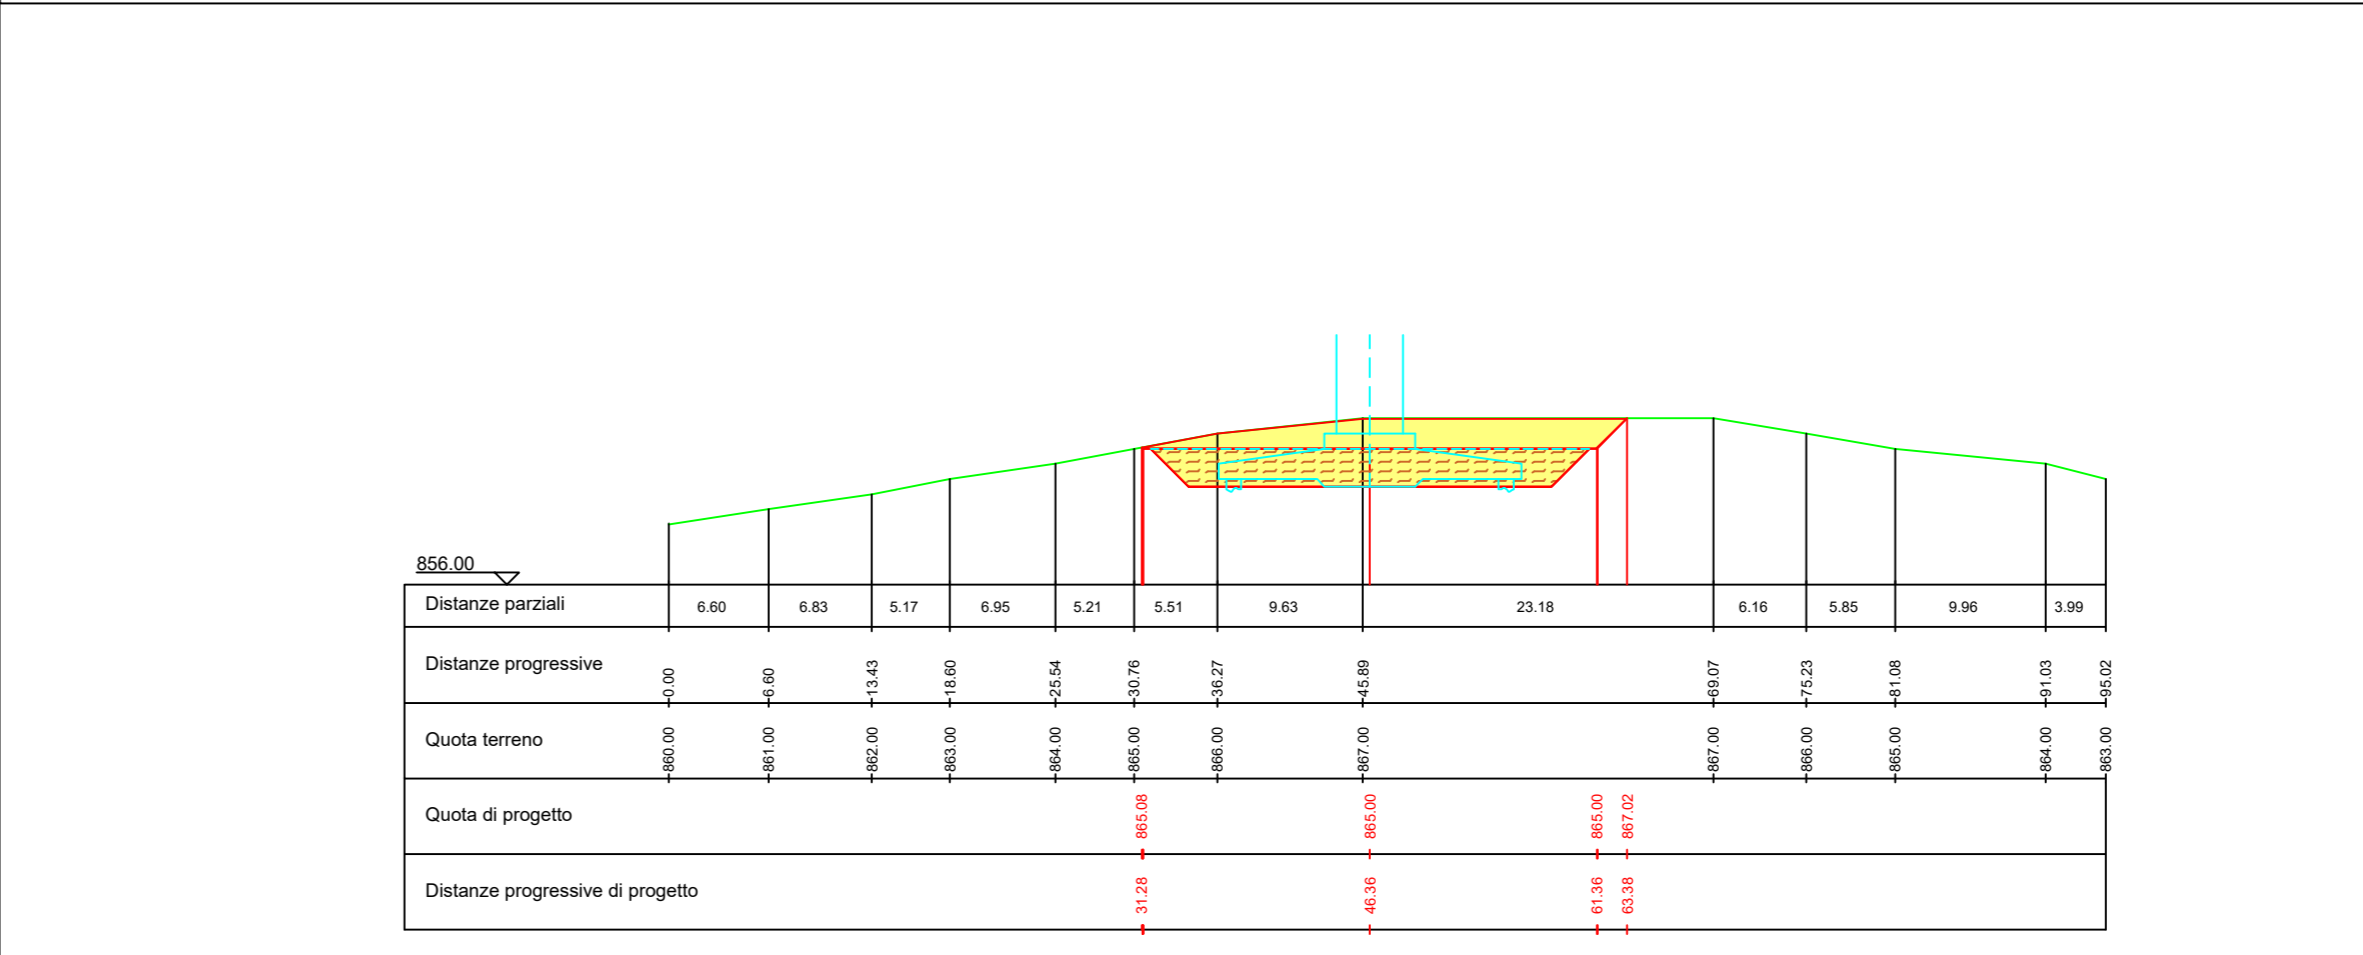 856.00
Distanze parziali 6.60 6.83 5.17 6.95 5.21 5.51 9.63 23.18 6.16 5.85 9.96 3.99
Distanze progressive 0.00 6.60 13.43 18.60 25.54 30.76 36.27 45.89 69.07 75.23 81.08 91.03 95.02
Quota terreno 860.00 861.00 862.00 863.00 864.00 865.00 866.00 867.00 867.00 866.00 865.00 864.00 863.00
Quota di progetto 865.08 865.00 865.00 867.02
Distanze progressive di progetto 31.28 46.36 61.36 63.38